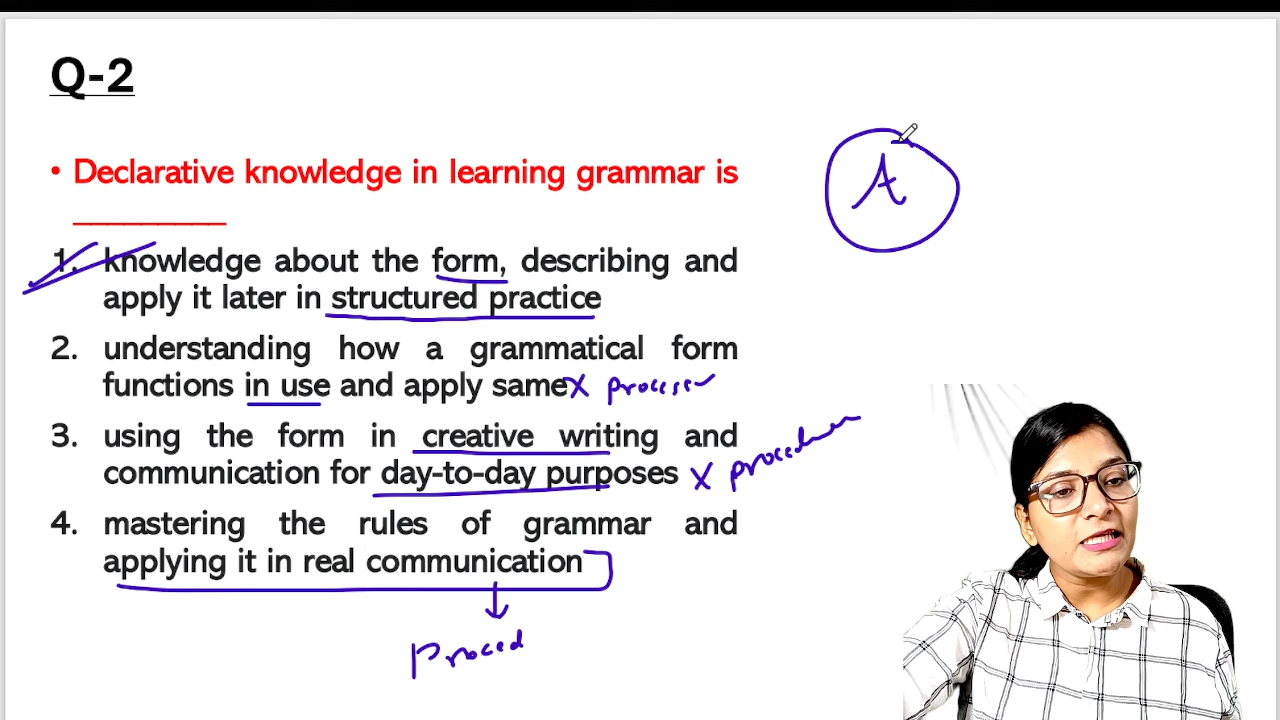 Q-2
• Declarative knowledge in learning grammar is
_________
1. knowledge about the form, describing and
apply it later in structured practice
2. understanding how a grammatical form
functions in use and apply same X
3. using the form in creative writing and
communication for day-to-day purposes X
4. mastering the rules of grammar and
applying it in real communication
Proced
A